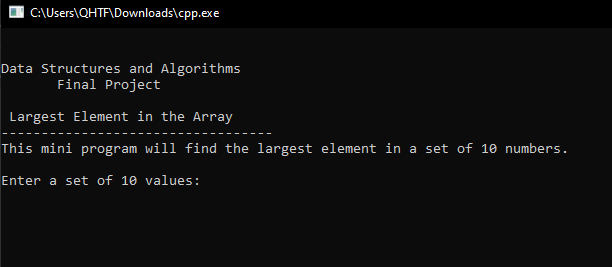 C:\Users\QHTF\Downloads\cpp.exe
Data Structures and Algorithms
Final Project
Largest Element in the Array
----------------------------------
This mini program will find the largest element in a set of 10 numbers.
Enter a set of 10 values: